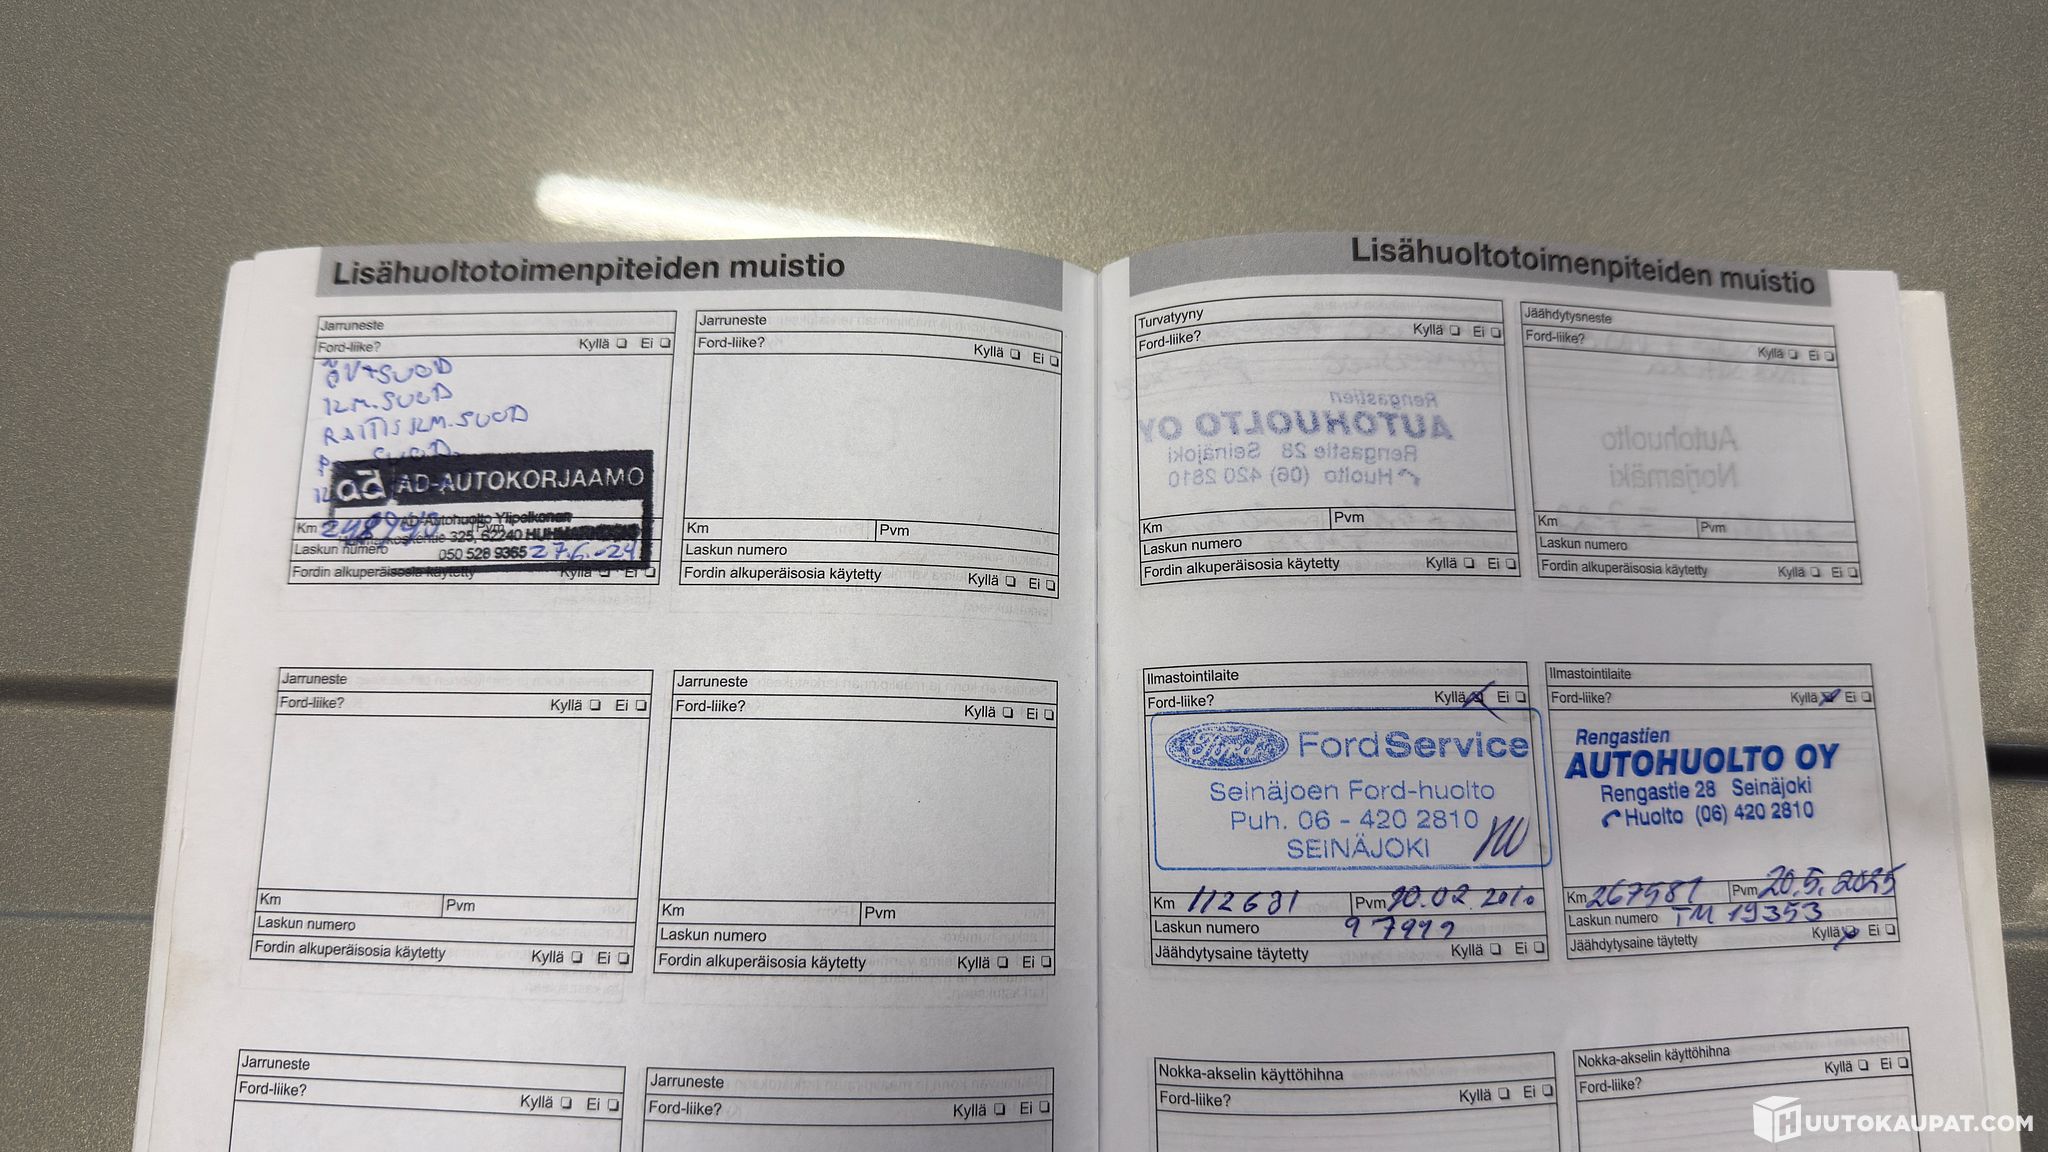 Lisähuoltotoimenpiteiden muistio
Jarruneste
Ford-liike? Kyllä Ei
ÖV+SUOD
ILM.SUOD
RAITIS ILM.SUOD
SUOD.
ad AD-AUTOKORJAAMO
AD-Autohuolto Ylipelkonen
325, 62240
050 528 9365 27.6.-24
Km Pvm
Laskun numero
Fordin alkuperäisosia käytetty Kyllä Ei
Jarruneste
Ford-liike? Kyllä Ei
Km Pvm
Laskun numero
Fordin alkuperäisosia käytetty Kyllä Ei
Jarruneste
Ford-liike? Kyllä Ei
Km Pvm
Laskun numero
Fordin alkuperäisosia käytetty Kyllä Ei
Jarruneste
Ford-liike? Kyllä Ei
Km Pvm
Laskun numero
Fordin alkuperäisosia käytetty Kyllä Ei
Jarruneste
Ford-liike? Kyllä Ei
Jarruneste
Ford-liike? Kyllä Ei
Lisähuoltotoimenpiteiden muistio
Turvatyyny
Ford-liike? Kyllä Ei
Km Pvm
Laskun numero
Fordin alkuperäisosia käytetty Kyllä Ei
Jäähdytysneste
Ford-liike? Kyllä Ei
Km Pvm
Laskun numero
Fordin alkuperäisosia käytetty Kyllä Ei
Ilmastointilaite
Ford-liike? Kyllä Ei
Ford FordService
Seinäjoen Ford-huolto
Puh. 06 - 420 2810
SEINÄJOKI
Km 112631 Pvm 10.02.2010
Laskun numero 97992
Jäähdytysaine täytetty Kyllä Ei
Ilmastointilaite
Ford-liike? Kyllä Ei
Rengastien
AUTOHUOLTO OY
Rengastie 28 Seinäjoki
Huolto (06) 420 2810
Km 267581 Pvm 20.5.2025
Laskun numero TM 19353
Jäähdytysaine täytetty Kyllä Ei
Nokka-akselin käyttöhihna
Ford-liike? Kyllä Ei
Nokka-akselin käyttöhihna
Ford-liike? Kyllä Ei
HUUTOKAUPAT.COM